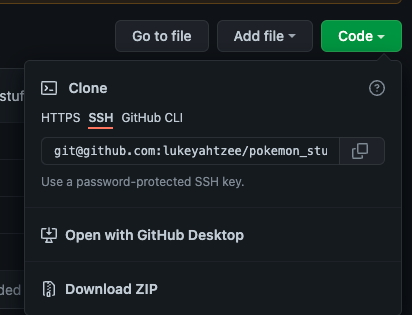 Go to file Add file Code
stuf
Clone
HTTPS SSH GitHub CLI
git@github.com:lukeyahtzee/pokemon_stu
Use a password-protected SSH key.
Open with GitHub Desktop
ded
Download ZIP